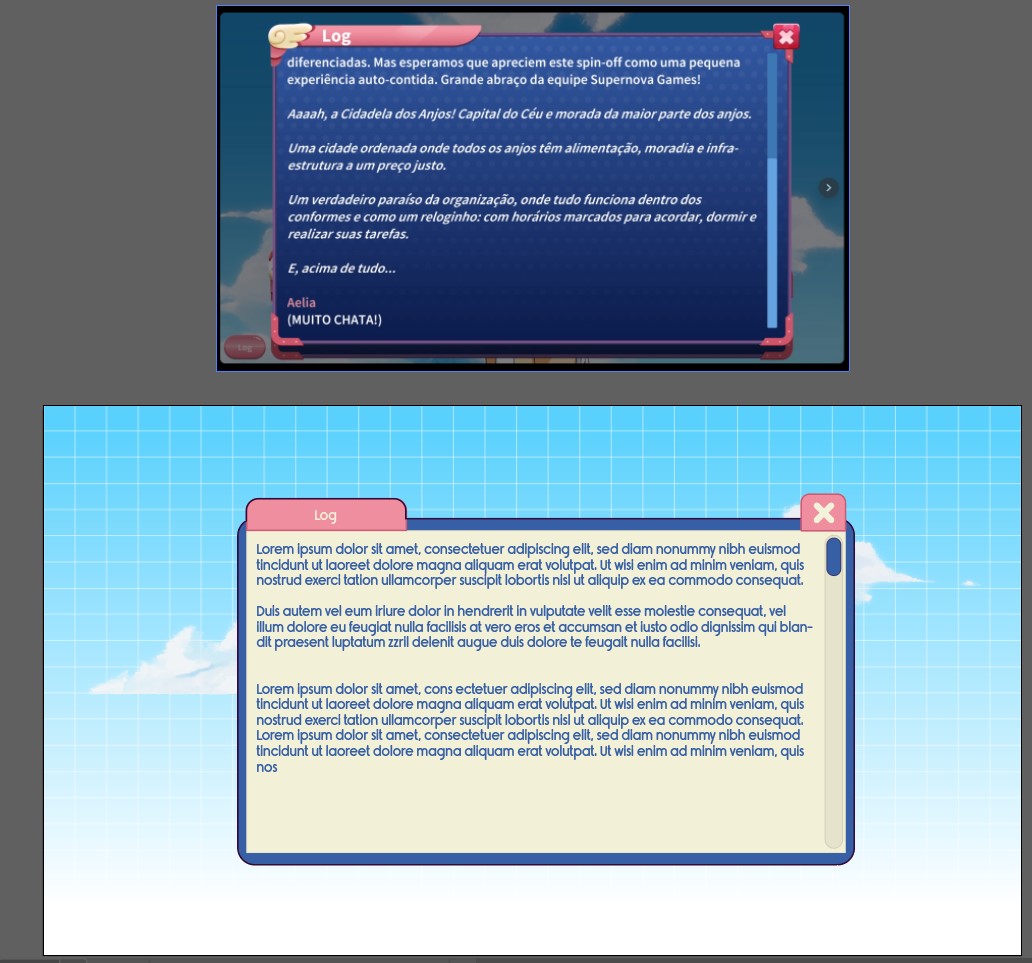 Log
diferenciadas. Mas esperamos que apreciem este spin-off como uma pequena
experiência auto-contida. Grande abraço da equipe Supernova Games!
Aaaah, a Cidadela dos Anjos! Capital do Céu e morada da maior parte dos anjos.
Uma cidade ordenada onde todos os anjos têm alimentação, moradia e infra-
estrutura a um preço justo.
Um verdadeiro paraíso da organização, onde tudo funciona dentro dos
conformes e como um reloginho: com horários marcados para acordar, dormir e
realizar suas tarefas.
E, acima de tudo...
Aelia
(MUITO CHATA!)
Log
Log
Lorem ipsum dolor sit amet, consectetuer adipiscing elit, sed diam nonummy nibh euismod
tincidunt ut laoreet dolore magna aliquam erat volutpat. Ut wisi enim ad minim veniam, quis
nostrud exerci tation ullamcorper suscipit lobortis nisl ut aliquip ex ea commodo consequat.
Duis autem vel eum iriure dolor in hendrerit in vulputate velit esse molestie consequat, vel
illum dolore eu feugiat nulla facilisis at vero eros et accumsan et iusto odio dignissim qui blan-
dit praesent luptatum zzril delenit augue duis dolore te feugait nulla facilisi.
Lorem ipsum dolor sit amet, cons ectetuer adipiscing elit, sed diam nonummy nibh euismod
tincidunt ut laoreet dolore magna aliquam erat volutpat. Ut wisi enim ad minim veniam, quis
nostrud exerci tation ullamcorper suscipit lobortis nisl ut aliquip ex ea commodo consequat.
Lorem ipsum dolor sit amet, consectetuer adipiscing elit, sed diam nonummy nibh euismod
tincidunt ut laoreet dolore magna aliquam erat volutpat. Ut wisi enim ad minim veniam, quis
nos